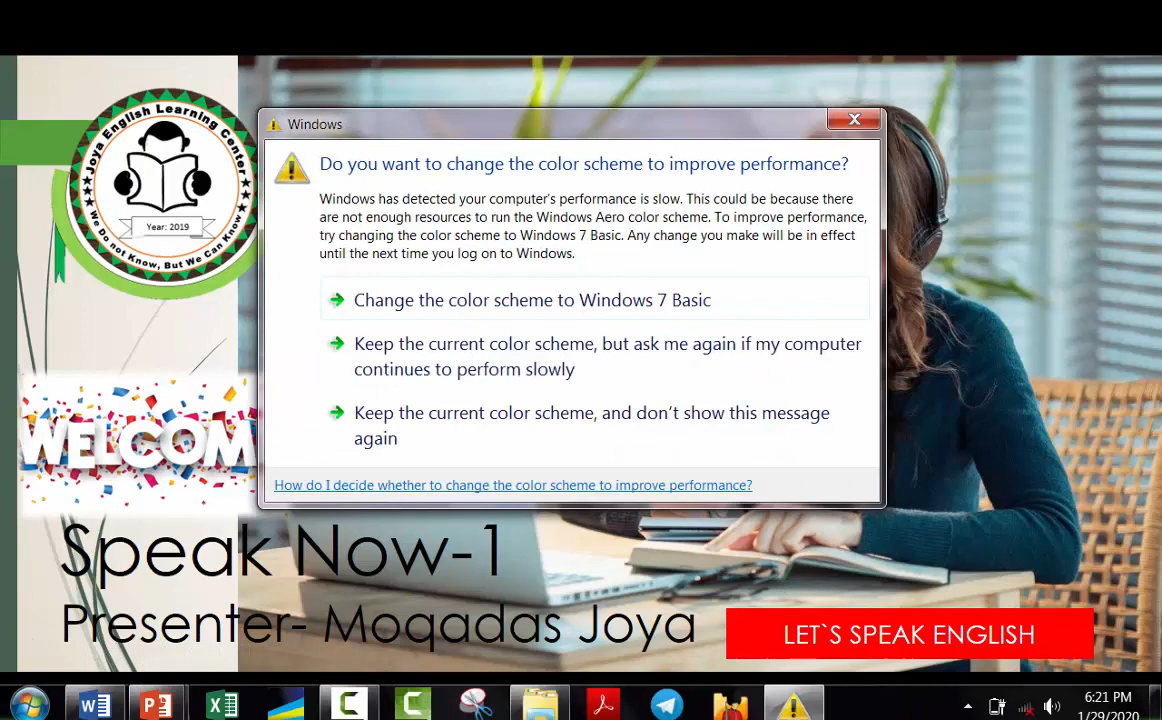 Joya English Learning Center
Year: 2019
We Do not Know, But We Can Know
WELCOM
Windows
Do you want to change the color scheme to improve performance?
Windows has detected your computer's performance is slow. This could be because there
are not enough resources to run the Windows Aero color scheme. To improve performance,
try changing the color scheme to Windows 7 Basic. Any change you make will be in effect
until the next time you log on to Windows.
Change the color scheme to Windows 7 Basic
Keep the current color scheme, but ask me again if my computer
continues to perform slowly
Keep the current color scheme, and don't show this message
again
How do I decide whether to change the color scheme to improve performance?
Speak Now-1
Presenter- Moqadas Joya
LET`S SPEAK ENGLISH
6:21 PM
1/29/2020